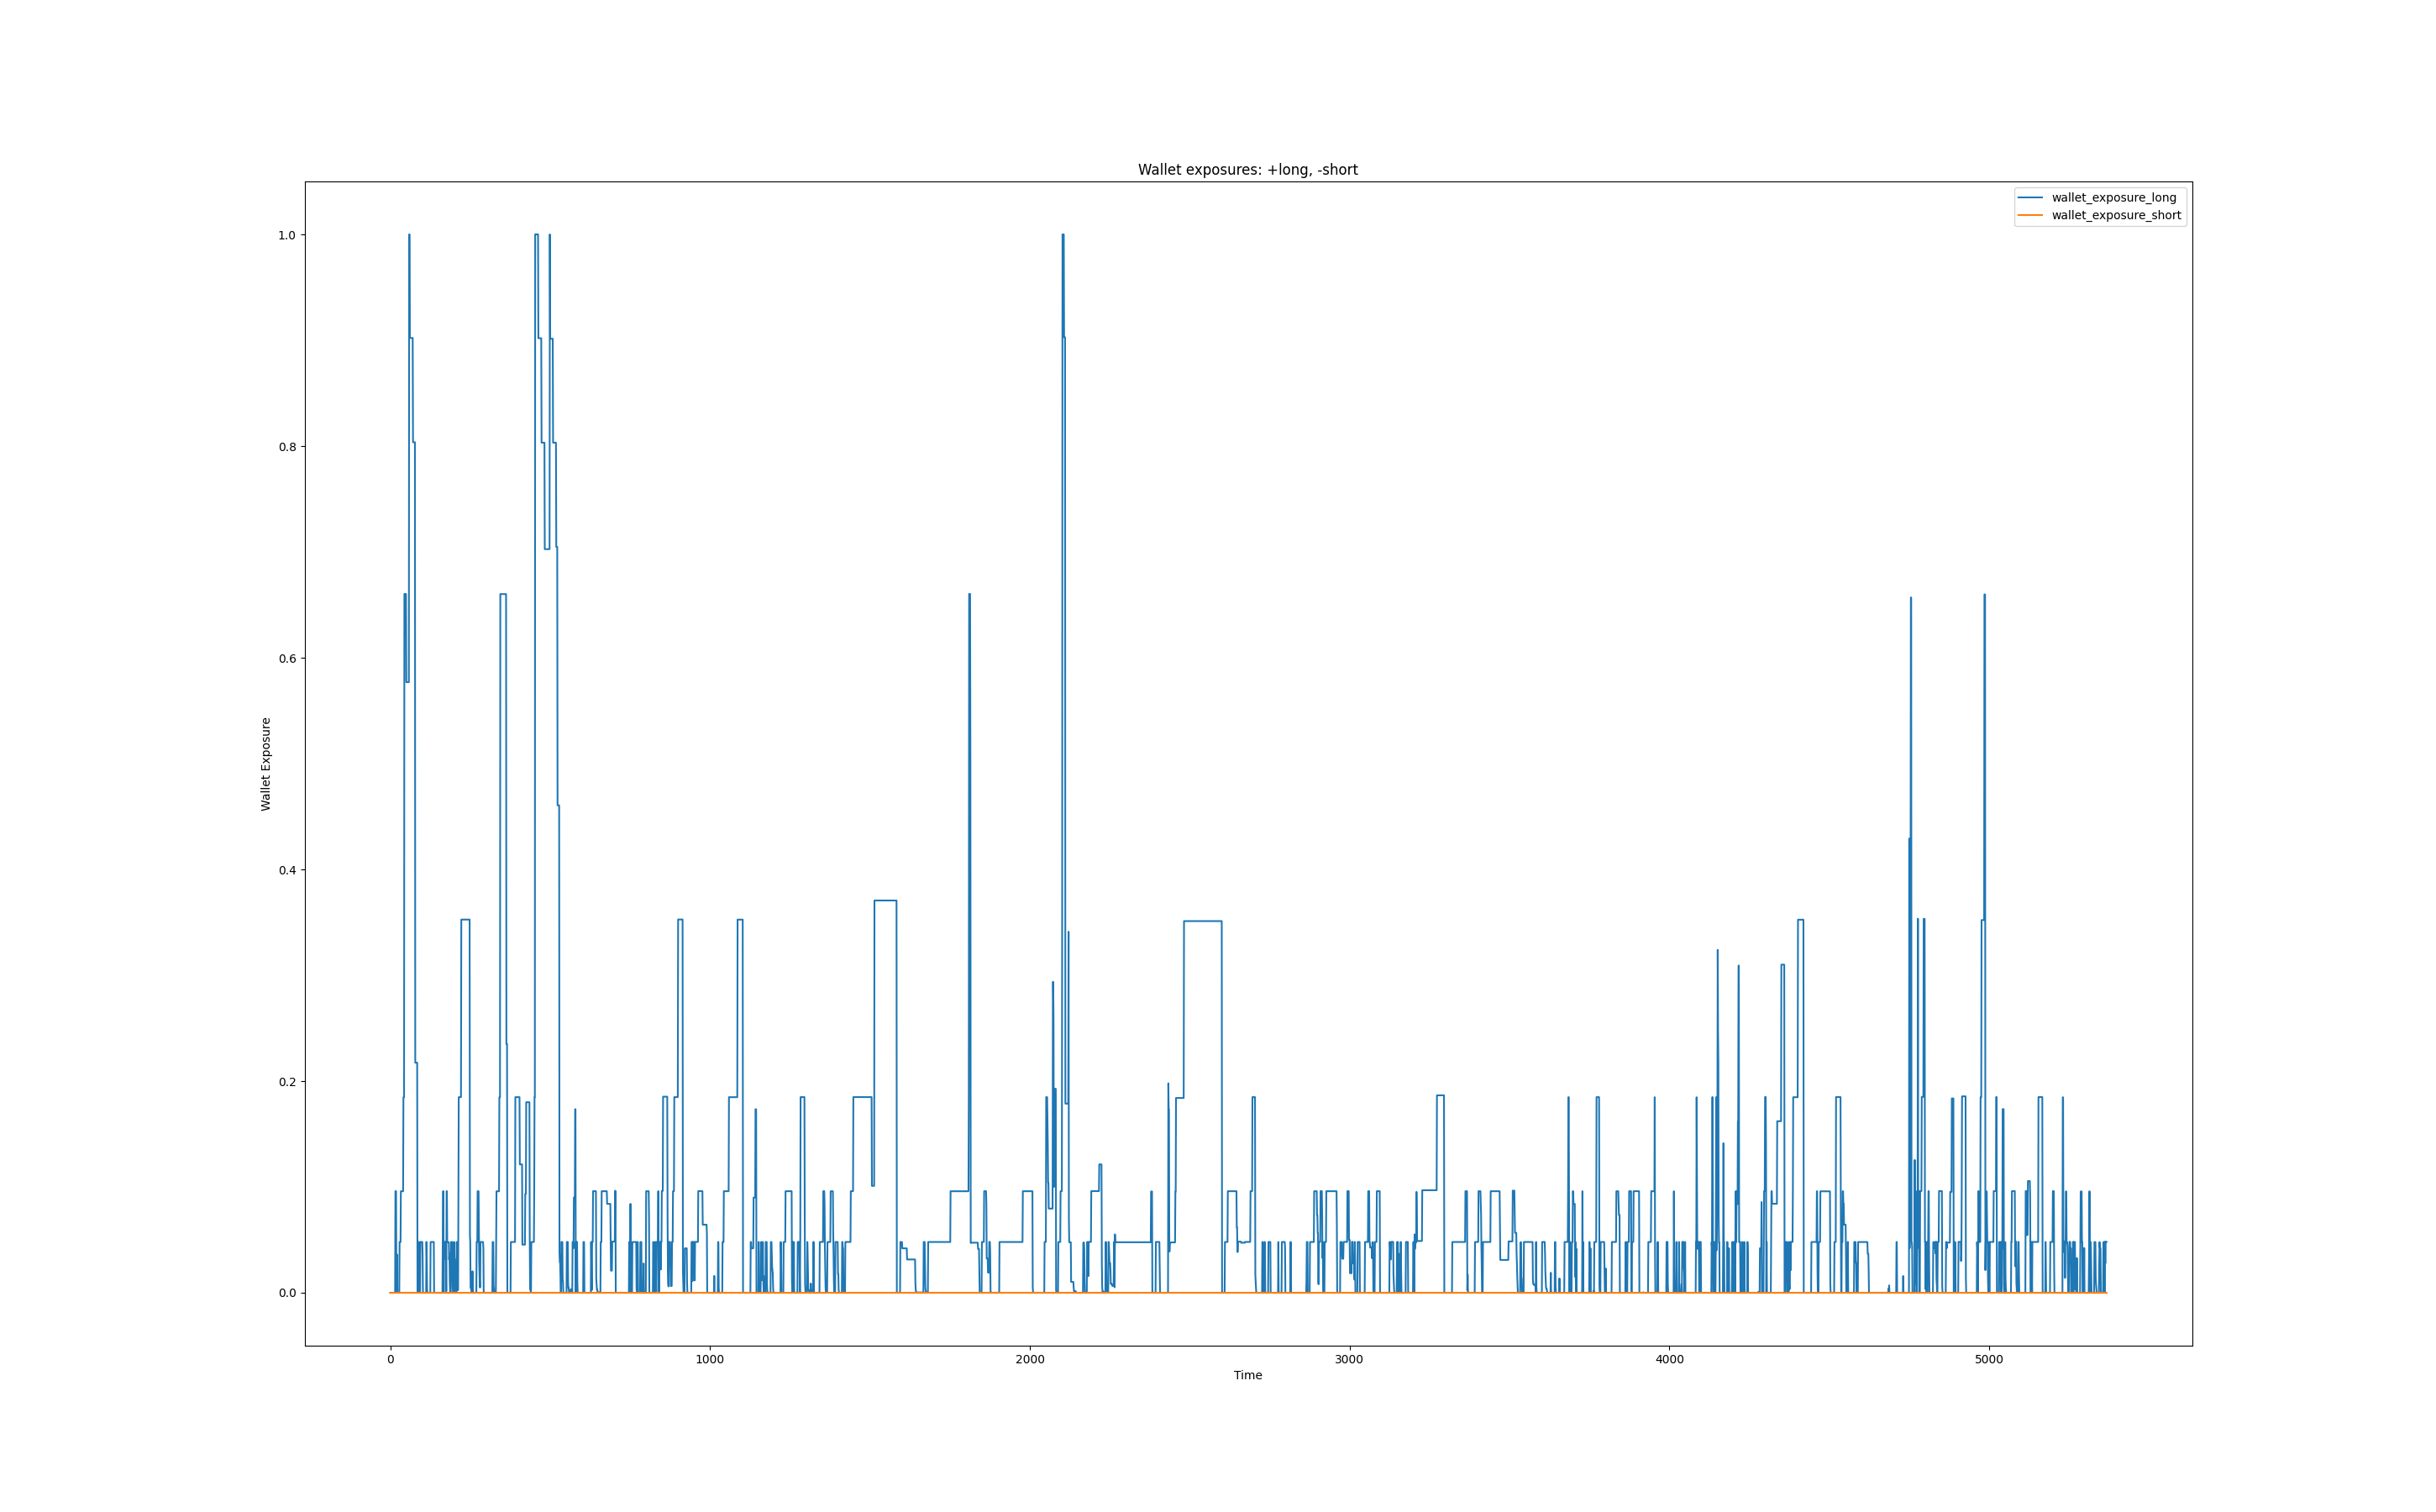 Wallet exposures: +long, -short
wallet_exposure_long
wallet_exposure_short
1.0
0.8
0.6
0.4
0.2
0.0
Wallet Exposure
0 1000 2000 3000 4000 5000
Time